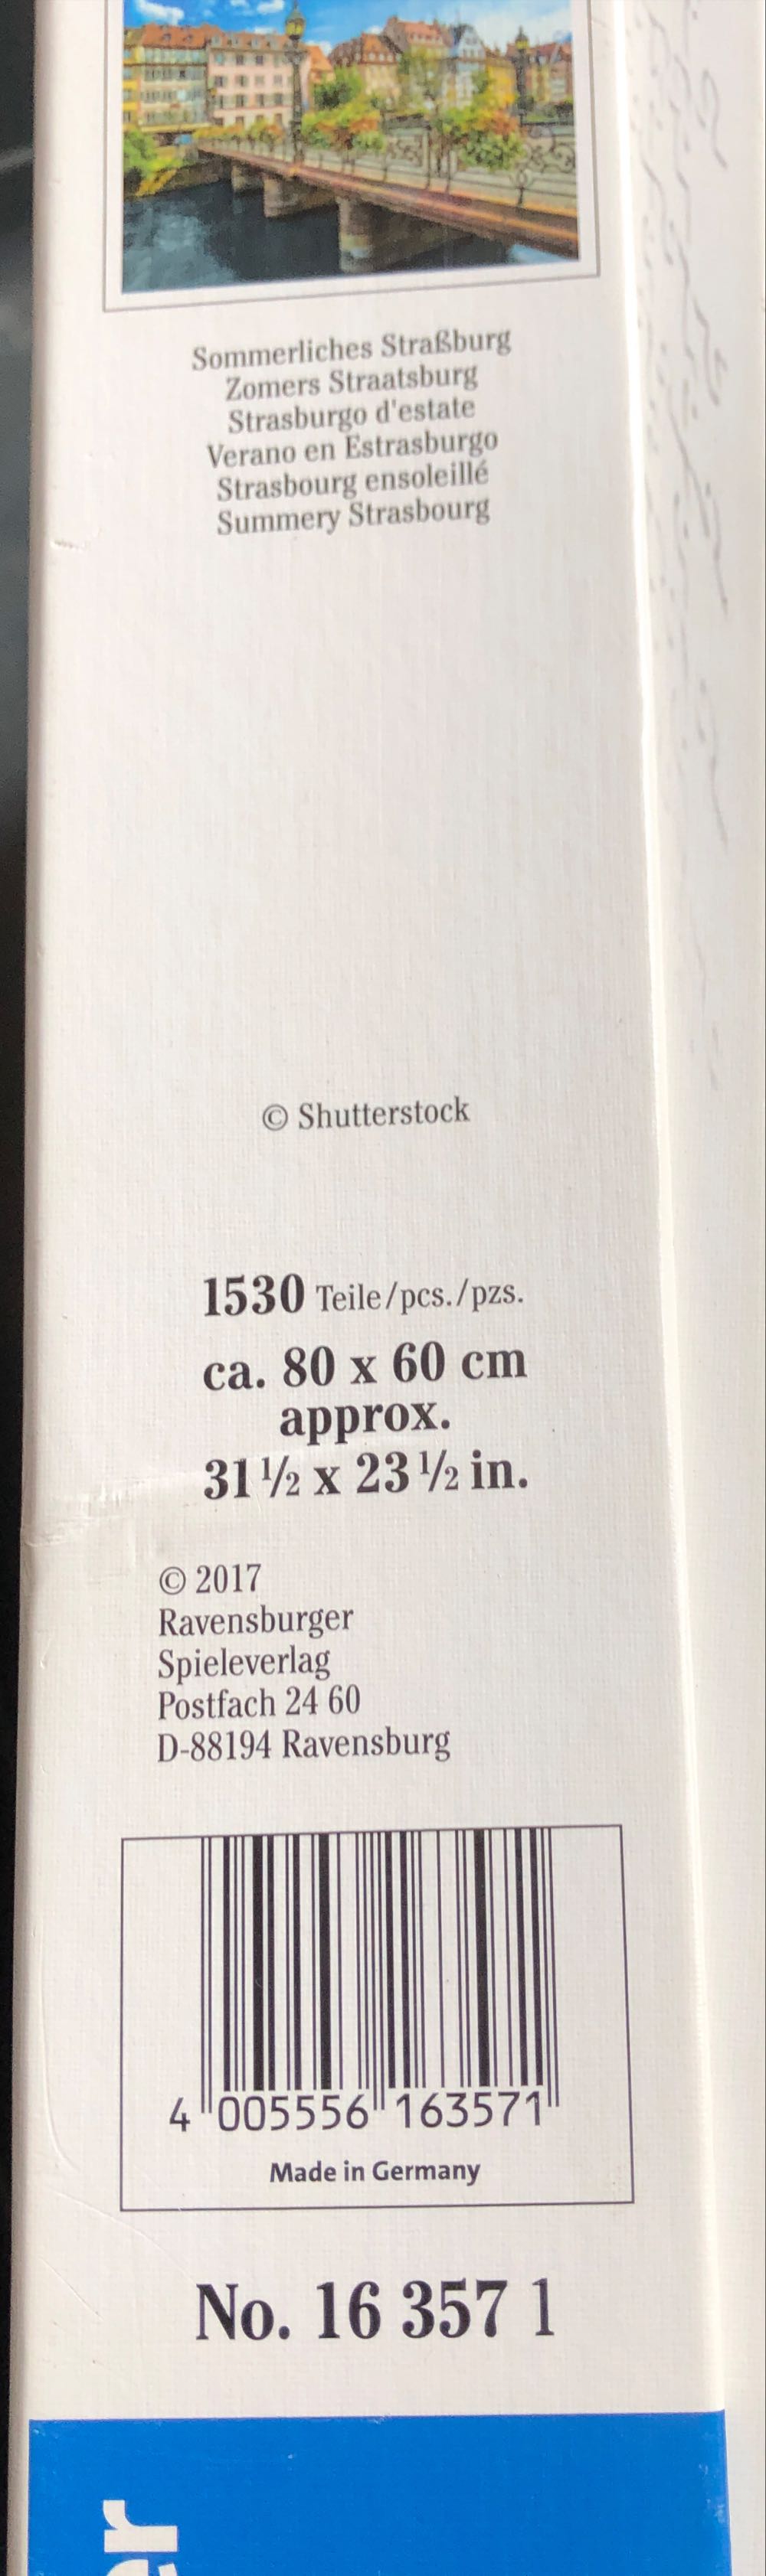 Sommerliches Straßburg
Zomers Straatsburg
Strasburgo d'estate
Verano en Estrasburgo
Strasbourg ensoleillé
Summery Strasbourg
© Shutterstock
1530 Teile/pcs./pzs.
ca. 80 x 60 cm
approx.
31 ½ x 23 ½ in.
© 2017
Ravensburger
Spieleverlag
Postfach 24 60
D-88194 Ravensburg
4 005556 163571
Made in Germany
No. 16 357 1
er